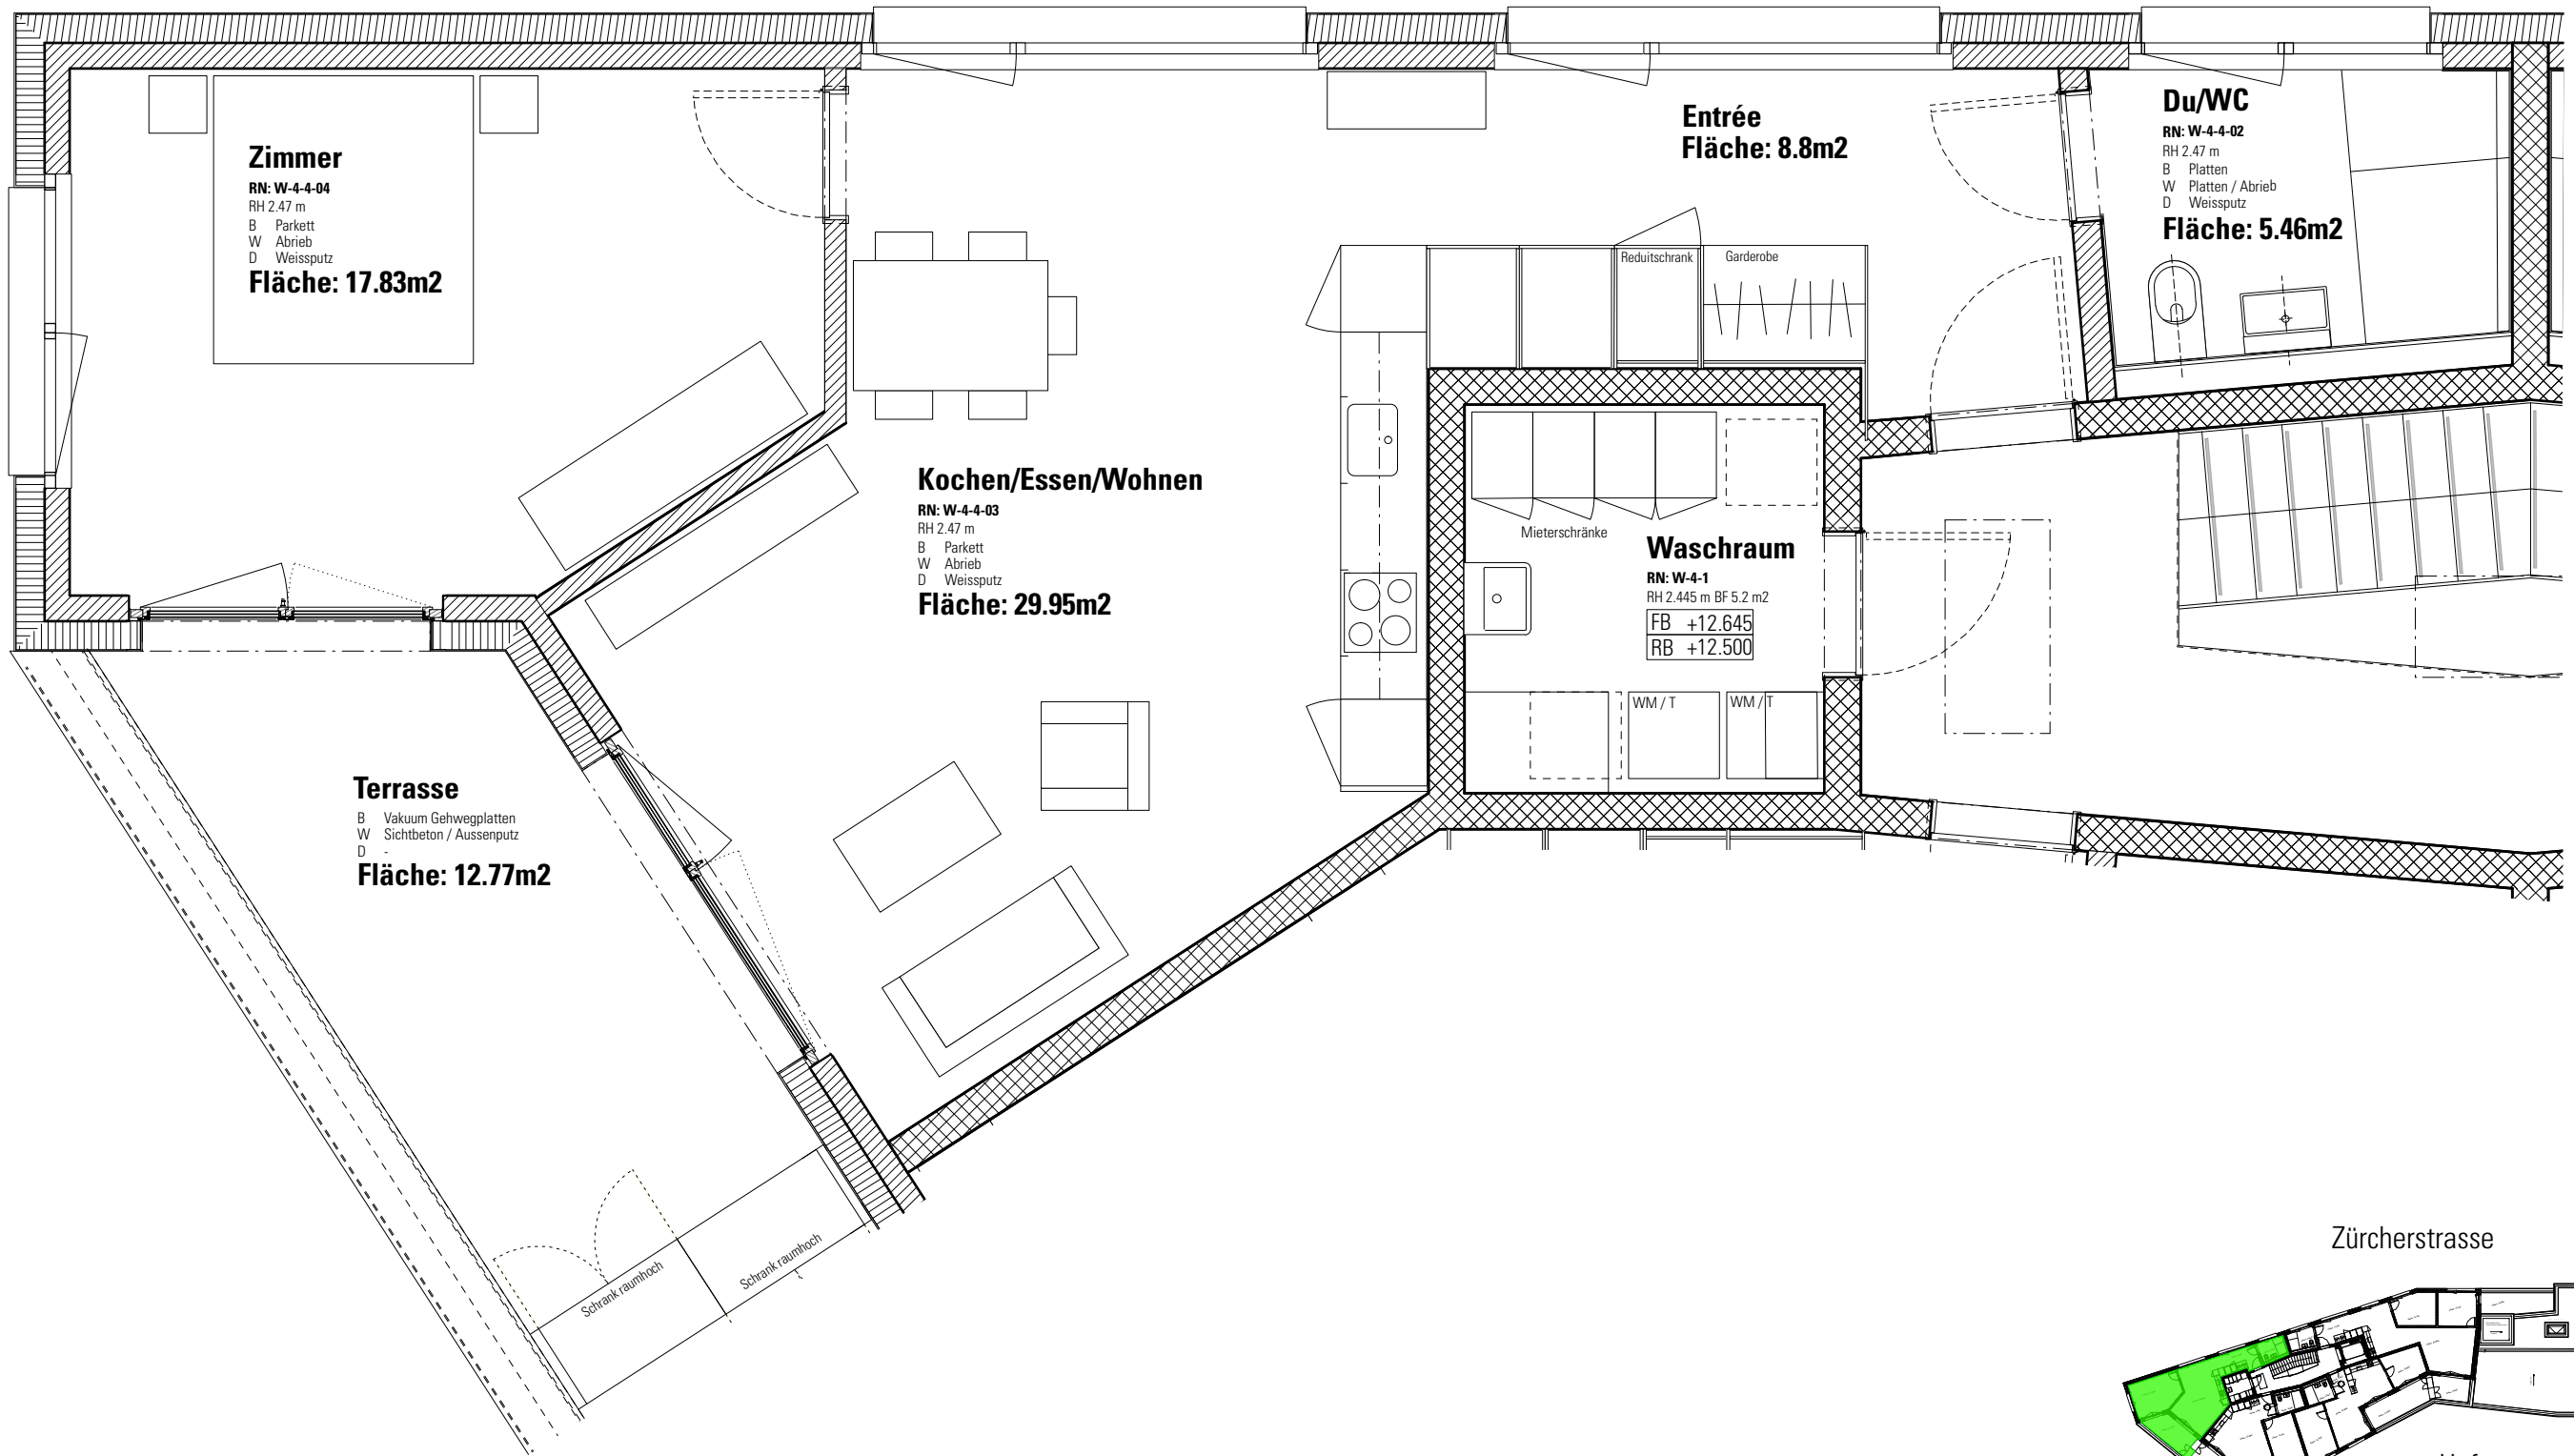 Zimmer
RN: W-4-4-04
RH 2.47 m
B Parkett
W Abrieb
D Weissputz
Fläche: 17.83m2
Entrée
Fläche: 8.8m2
Du/WC
RN: W-4-4-02
RH 2.47 m
B Platten
W Platten / Abrieb
D Weissputz
Fläche: 5.46m2
Reduitschrank
Garderobe
Kochen/Essen/Wohnen
RN: W-4-4-03
RH 2.47 m
B Parkett
W Abrieb
D Weissputz
Fläche: 29.95m2
Mieterschränke
Waschraum
RN: W-4-1
RH 2.445 m BF 5.2 m2
FB +12.645
RB +12.500
WM / T
WM / T
Terrasse
B Vakuum Gehwegplatten
W Sichtbeton / Aussenputz
D -
Fläche: 12.77m2
Schrank raumhoch
Schrank raumhoch
Zürcherstrasse